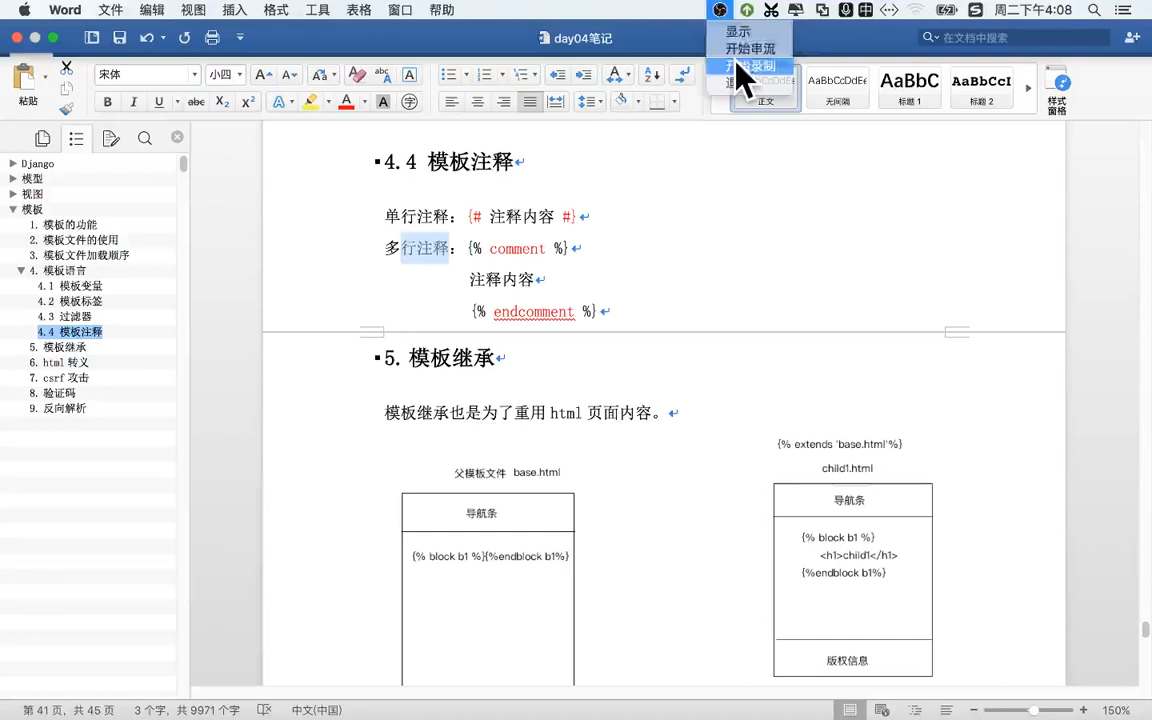 Word 文件 编辑 视图 插入 格式 工具 表格 窗口 帮助
周二下午4:08
显示
开始串流
day04笔记
在文档中搜索
粘贴
宋体
小四
AaBbCcDdEe
正文
AaBbCcDdEe
无间隔
AaBbC
标题 1
AaBbCcI
标题 2
样式
窗格
Django
模型
视图
模板
1. 模板的功能
2. 模板文件的使用
3. 模板文件加载顺序
4. 模板语言
4.1 模板变量
4.2 模板标签
4.3 过滤器
4.4 模板注释
5. 模板继承
6. html 转义
7. csrf 攻击
8. 验证码
9. 反向解析
4.4 模板注释
单行注释：{# 注释内容 #}
多行注释：{% comment %}
注释内容
{% endcomment %}
5. 模板继承
模板继承也是为了重用 html 页面内容。
父模板文件 base.html
导航条
{% block b1 %}{%endblock b1%}
{% extends 'base.html'%}
child1.html
导航条
{% block b1 %}
<h1>child1</h1>
{%endblock b1%}
版权信息
第 41 页，共 45 页 3 个字，共 9971 个字 中文(中国)
150%